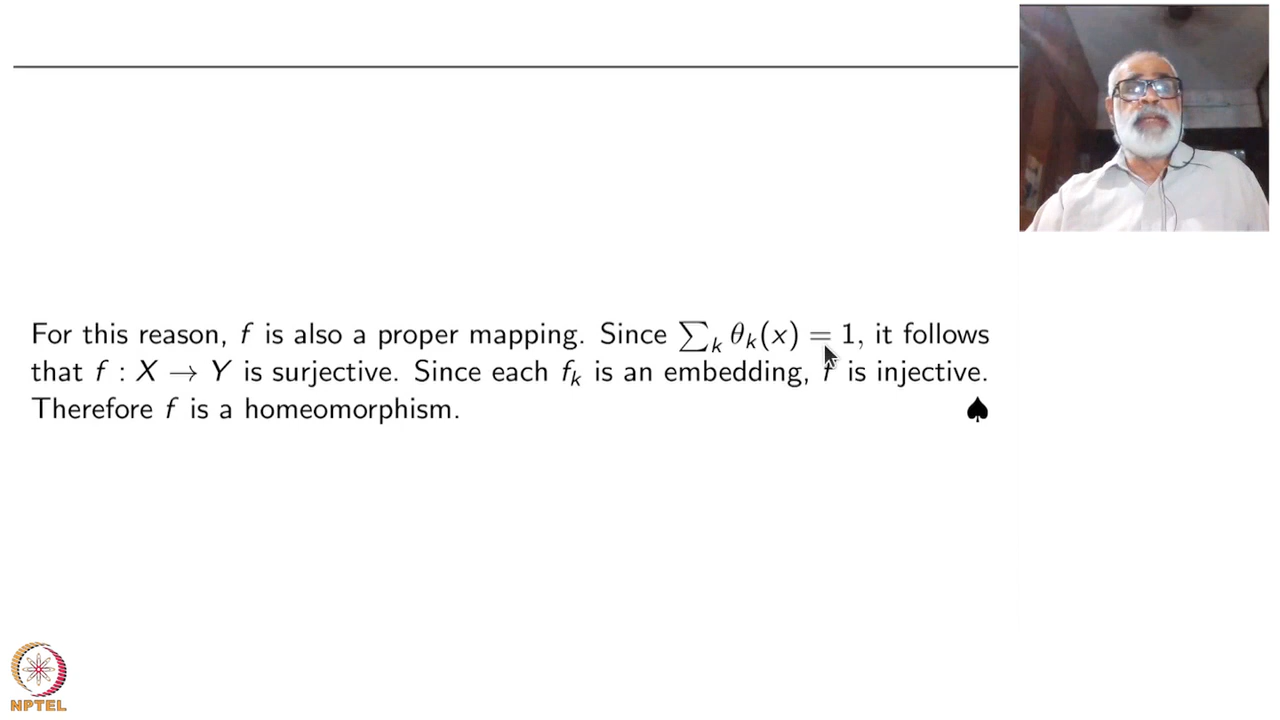 For this reason, f is also a proper mapping. Since ∑ₖ θₖ(x) = 1, it follows
that f : X → Y is surjective. Since each fₖ is an embedding, f is injective.
Therefore f is a homeomorphism. ♠
NPTEL